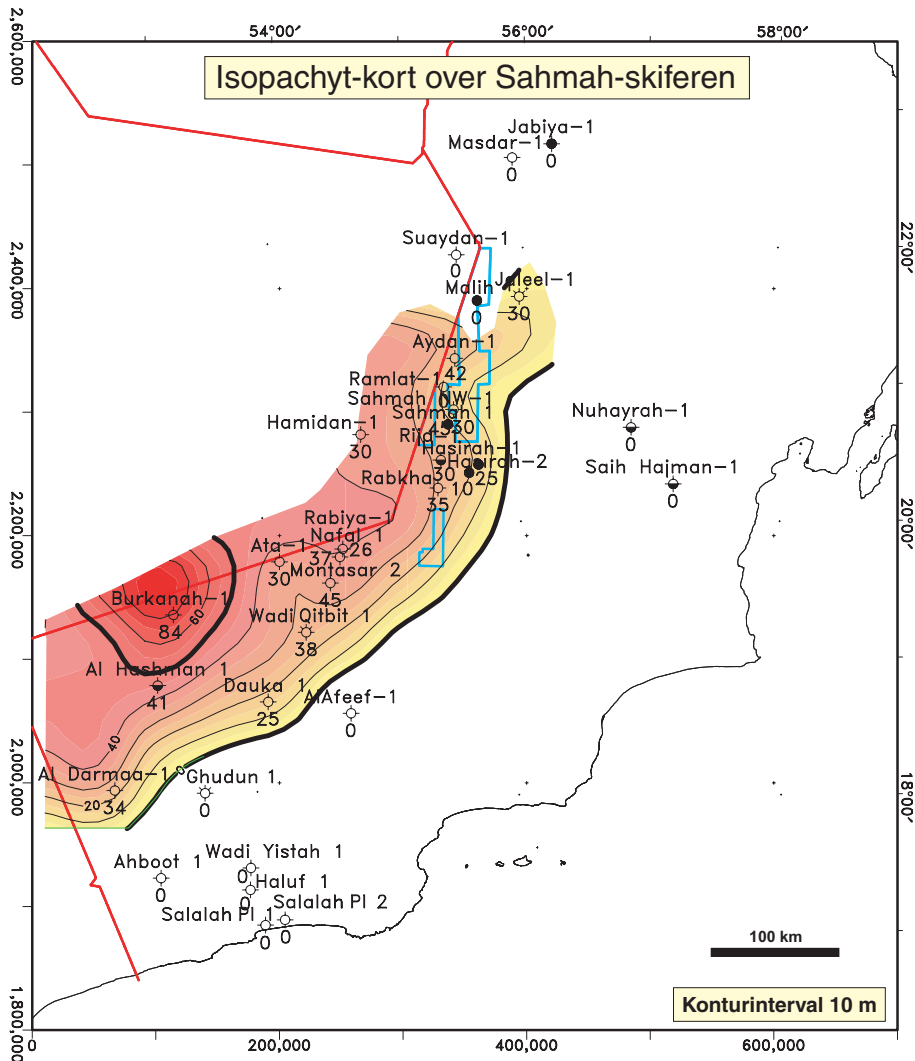 54°00' 56°00' 58°00'
2,600,000
Isopachyt-kort over Sahmah-skiferen
Jabiya-1
0
Masdar-1
0
Suaydan-1
0
22°00'
2,400,000
Jaleel-1
30
Malih
0
Aydan-1
42
Ramlat-1
0
Sahmah NW-1
30
Sahmah 1
45
Hamidan-1
30
Nuhayrah-1
0
Hasirah-1
30
Hasirah-2
25
10
Rabkha
35
Saih Hajman-1
0
2,200,000
20°00'
Rabiya-1
26
Nafal 1
37
Ata-1
30
Montasar 2
45
Burkanah-1
84
60
Wadi Qitbit 1
38
Al Hashman 1
41
Dauka 1
25
AlAfeef-1
0
40
0
Al Darmaa-1
34
20
Ghudun 1
0
2,000,000
18°00'
Wadi Yistah 1
0
Ahboot 1
0
Haluf 1
0
Salalah Pl 2
0
Salalah Pl 1
0
100 km
Konturinterval 10 m
1,800,000
200,000 400,000 600,000